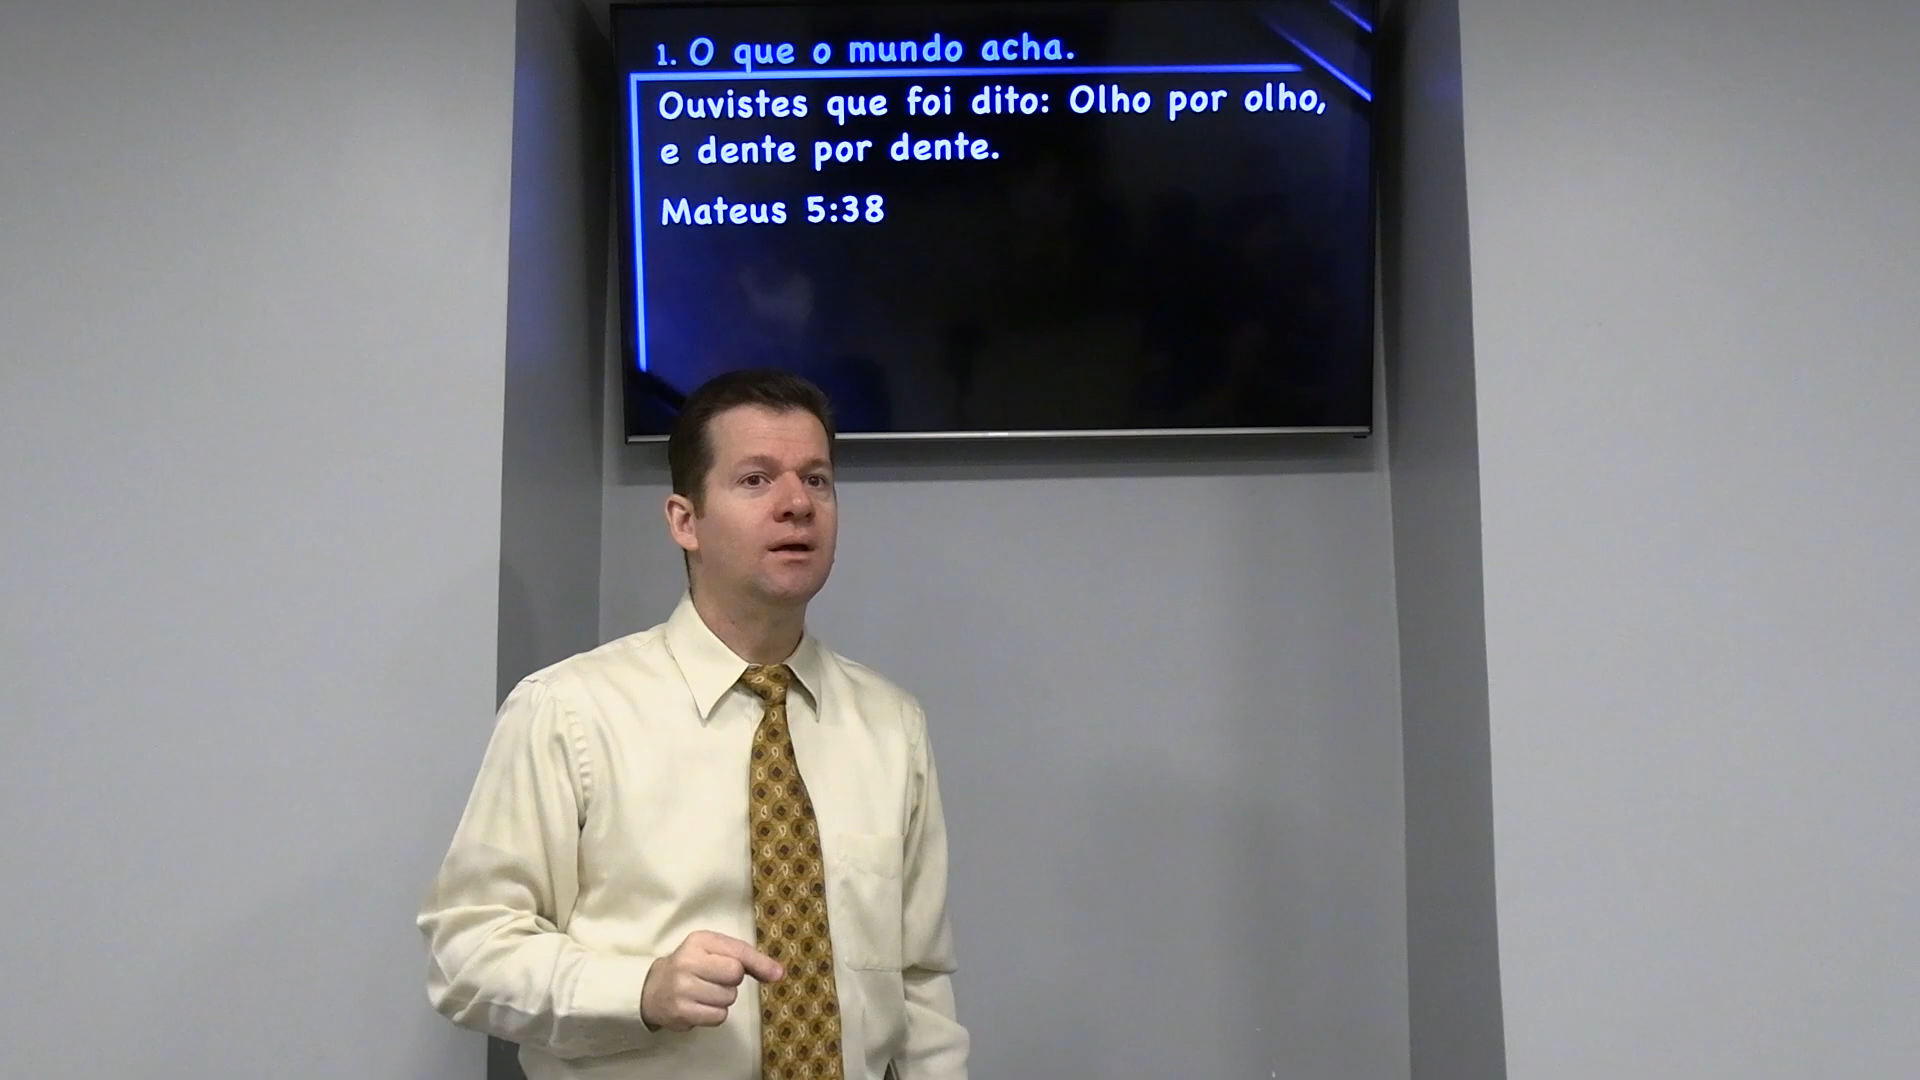 1. O que o mundo acha.
Ouvistes que foi dito: Olho por olho,
e dente por dente.
Mateus 5:38